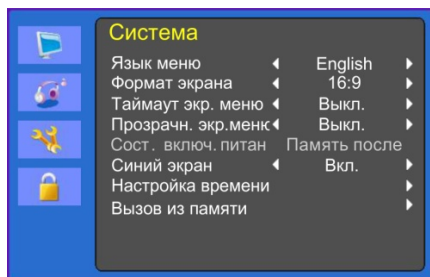 Система
Язык меню English
Формат экрана 16:9
Таймаут экр. меню Выкл.
Прозрачн. экр.менк Выкл.
Сост. включ.питан Память после
Синий экран Вкл.
Настройка времени
Вызов из памяти